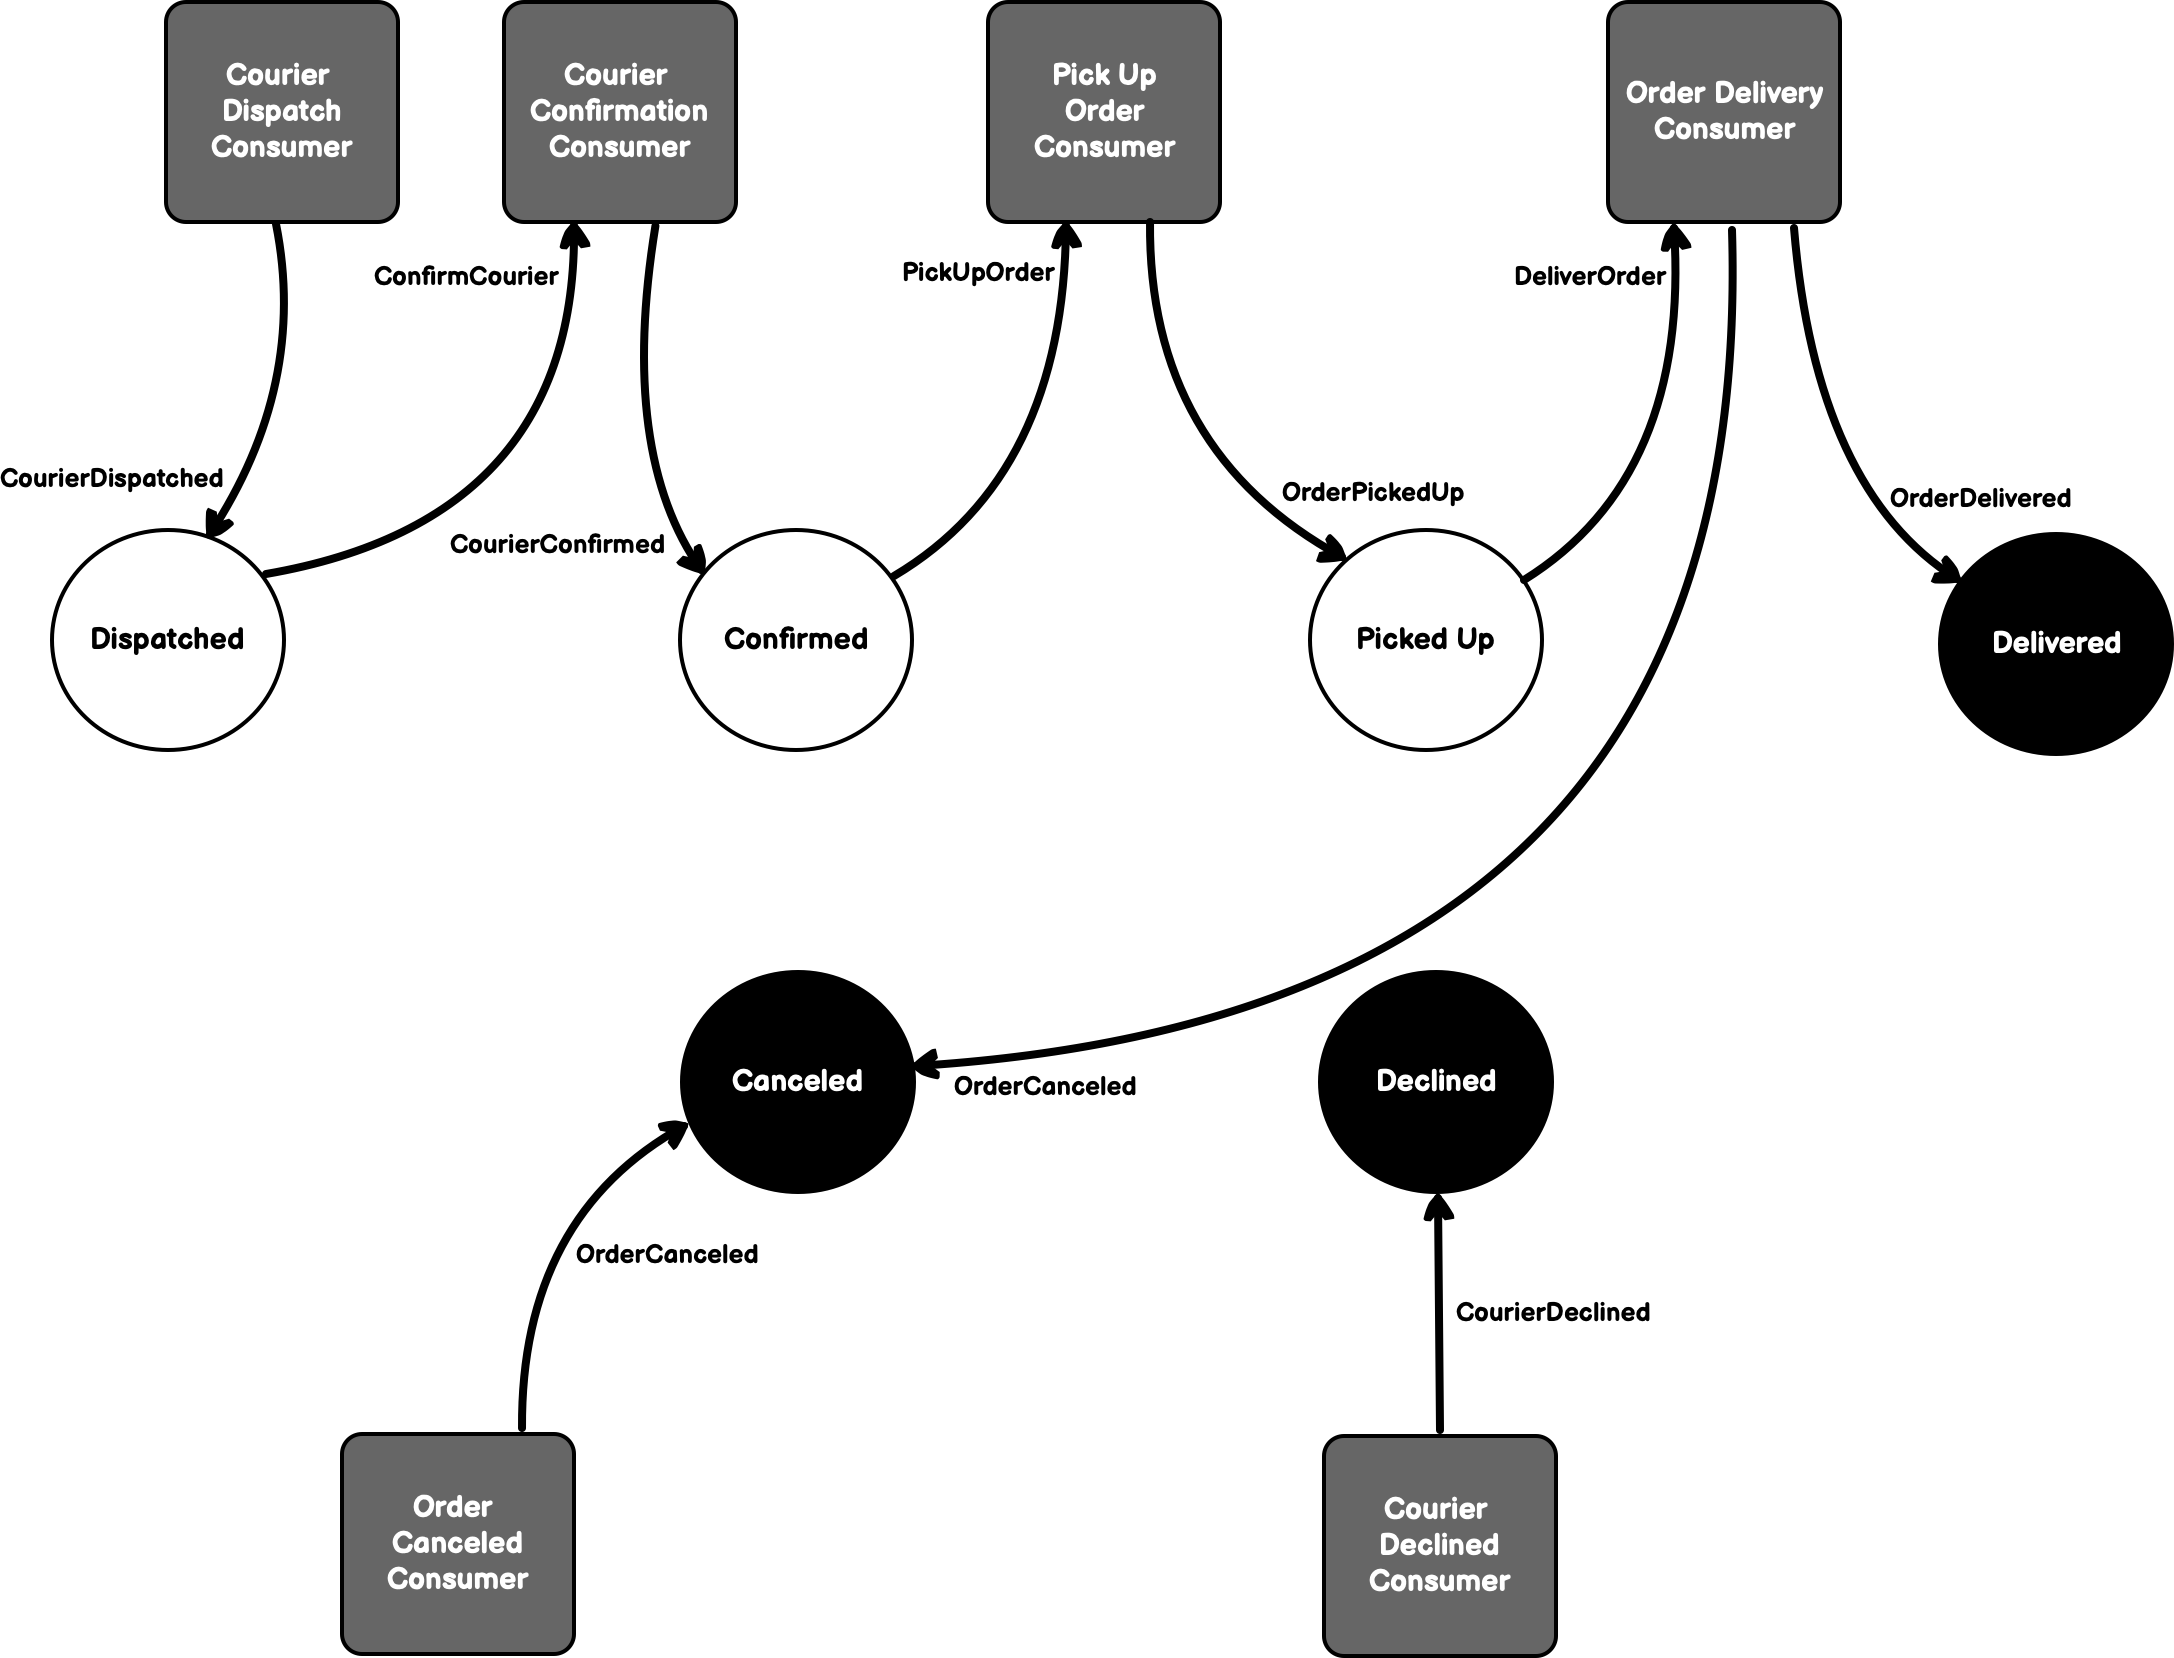 Courier
Dispatch
Consumer
Courier
Confirmation
Consumer
Pick Up
Order
Consumer
Order Delivery
Consumer
ConfirmCourier
PickUpOrder
DeliverOrder
CourierDispatched
CourierConfirmed
OrderPickedUp
OrderDelivered
Dispatched
Confirmed
Picked Up
Delivered
Canceled
OrderCanceled
Declined
OrderCanceled
CourierDeclined
Order
Canceled
Consumer
Courier
Declined
Consumer